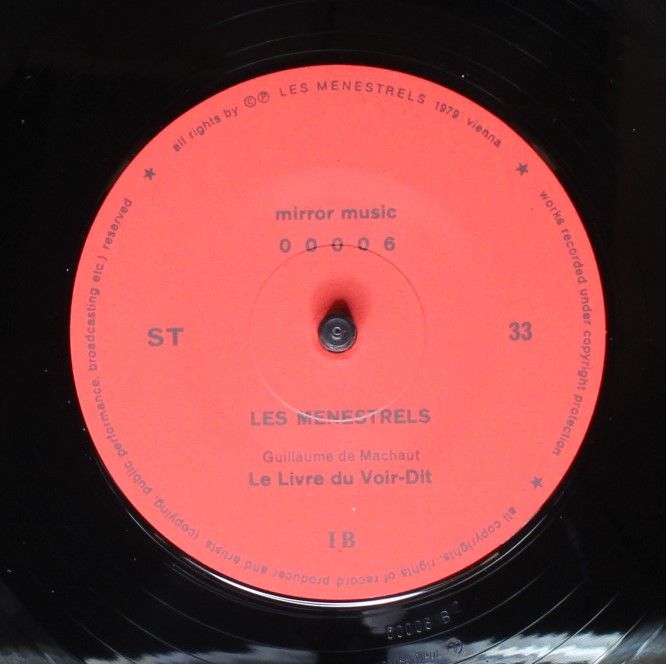 all rights by © ℗ LES MENESTRELS 1979 vienna
★ works recorded under copyright protection
★ all copyrights, rights of record producer and artists (copying, public performance, broadcasting etc.) reserved ★
mirror music
00006
ST
33
LES MENESTRELS
Guillaume de Machaut
Le Livre du Voir-Dit
IB
00006 B